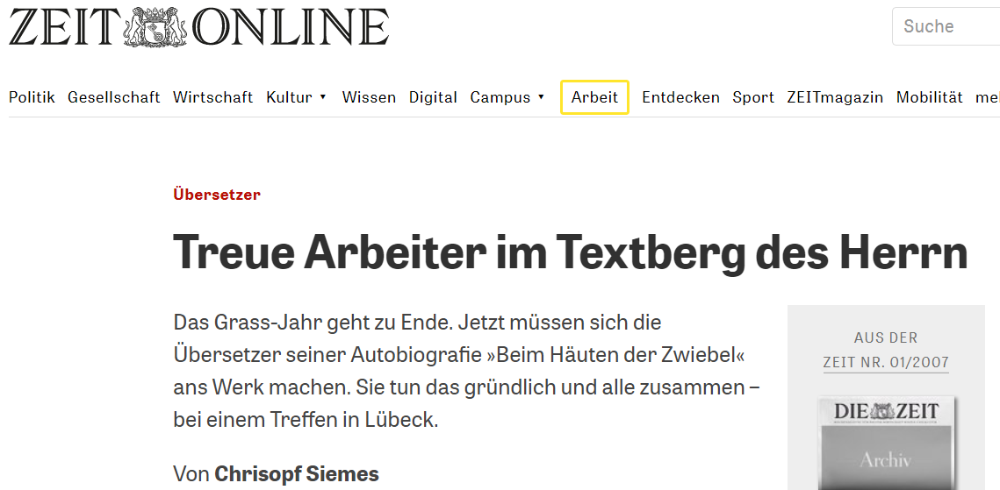 ZEIT ONLINE
Suche
Politik Gesellschaft Wirtschaft Kultur Wissen Digital Campus Arbeit Entdecken Sport ZEITmagazin Mobilität
Übersetzer
Treue Arbeiter im Textberg des Herrn
Das Grass-Jahr geht zu Ende. Jetzt müssen sich die
Übersetzer seiner Autobiografie »Beim Häuten der Zwiebel«
ans Werk machen. Sie tun das gründlich und alle zusammen –
bei einem Treffen in Lübeck.
Von Chrisopf Siemes
AUS DER
ZEIT NR. 01/2007
DIE ZEIT
Archiv